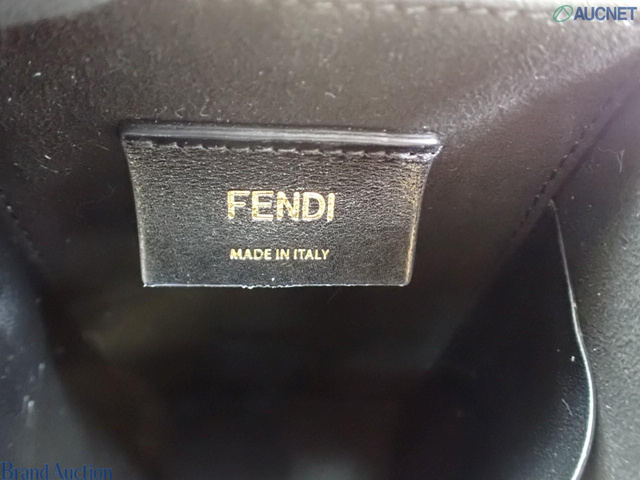 AUCNET
FENDI
MADE IN ITALY
Brand Auction